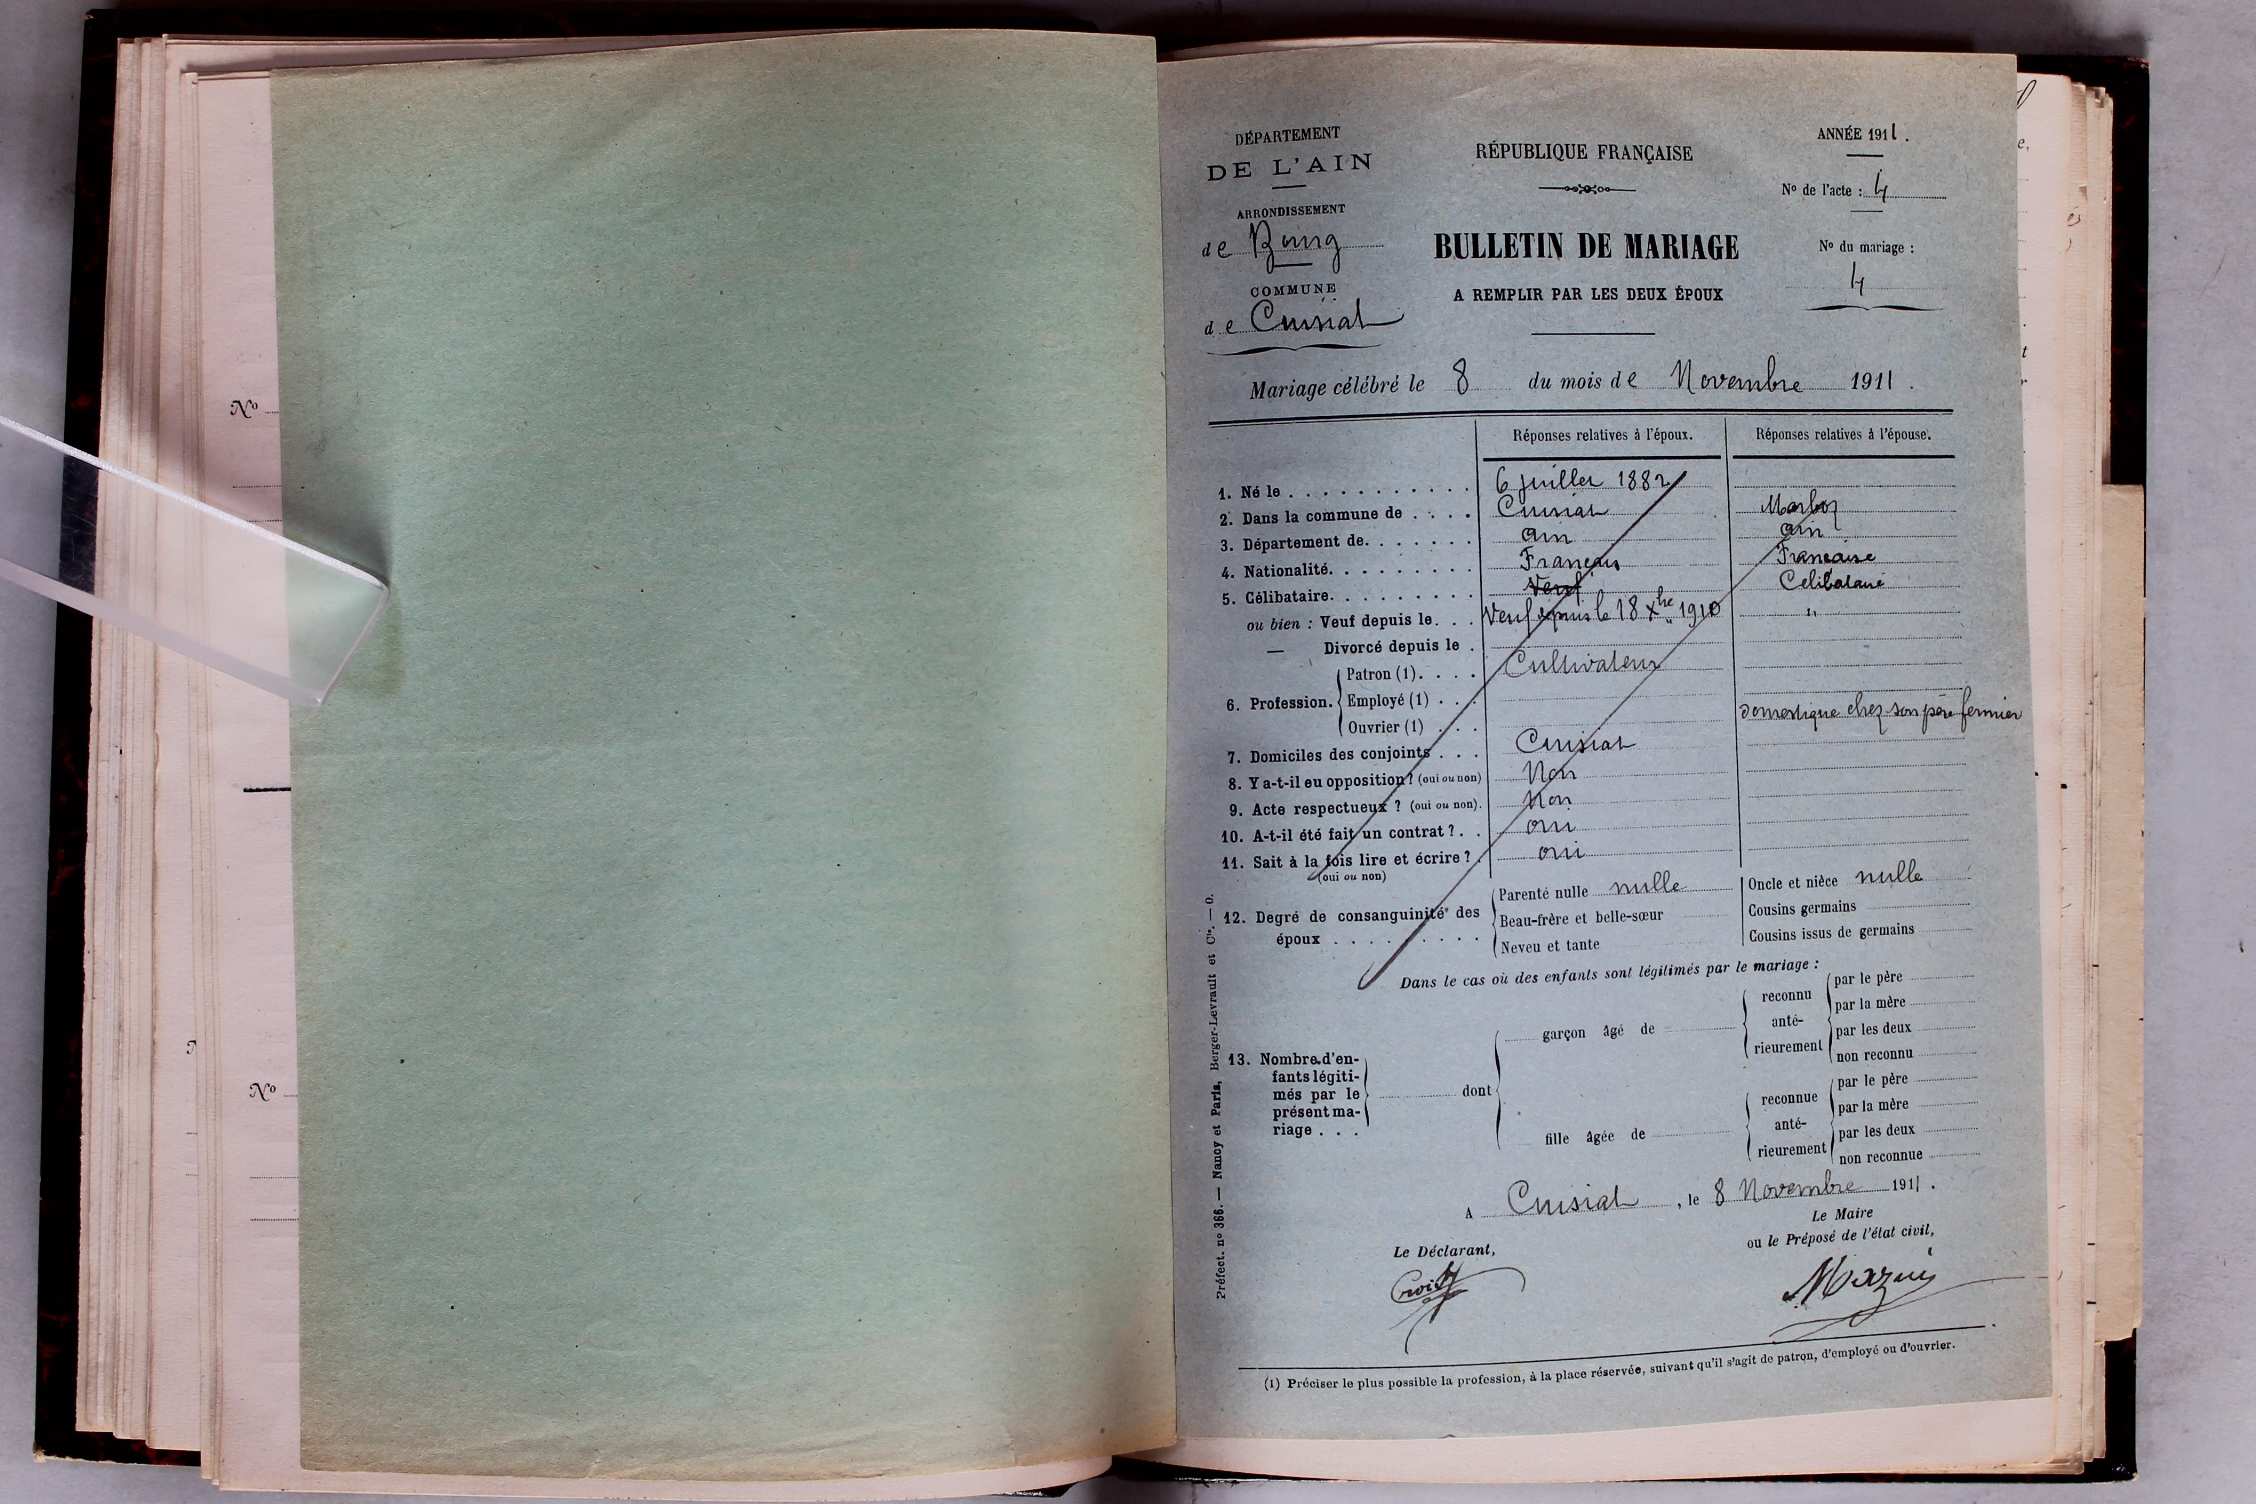 Nº
Nº
DÉPARTEMENT
DE L'AIN
ARRONDISSEMENT
de Bourg
COMMUNE
de Cuisiat
RÉPUBLIQUE FRANÇAISE
BULLETIN DE MARIAGE
A REMPLIR PAR LES DEUX ÉPOUX
ANNÉE 1911.
Nº de l'acte : 4
Nº du mariage :
4
Mariage célébré le 8 du mois de Novembre 1911.
Réponses relatives à l'époux. Réponses relatives à l'épouse.
1. Né le . . . 6 juillet 1882
2. Dans la commune de . . . . Cuisiat Marboz
3. Département de. . . . . . . Ain Ain
4. Nationalité. . . . . . . . . Français Francaise
5. Célibataire. . . . . . . . . Veuf Celibataire
ou bien : Veuf depuis le. . . Veuf depuis le 18 Xbre 1910 "
— Divorcé depuis le .
6. Profession. Patron (1). . . . Cultivateur
Employé (1) . . .
Ouvrier (1) . . . domestique chez son père fermier
7. Domiciles des conjoints . . . Cuisiat
8. Y a-t-il eu opposition ? (oui ou non) Non
9. Acte respectueux ? (oui ou non). Non
10. A-t-il été fait un contrat ? . . oui
11. Sait à la fois lire et écrire ? . oui
(oui ou non)
12. Degré de consanguinité des époux . . . . . . . . .
Parenté nulle nulle Oncle et nièce nulle
Beau-frère et belle-sœur Cousins germains
Neveu et tante Cousins issus de germains
Dans le cas où des enfants sont légitimés par le mariage :
13. Nombre d'en-
fants légiti-
més par le
présent ma-
riage . . .
dont
garçon âgé de
reconnu
anté-
rieurement
par le père
par la mère
par les deux
non reconnu
fille âgée de
reconnue
anté-
rieurement
par le père
par la mère
par les deux
non reconnue
A Cuisiat, le 8 Novembre 1911.
Le Maire
ou le Préposé de l'état civil,
Le Déclarant,
(1) Préciser le plus possible la profession, à la place réservée, suivant qu'il s'agit de patron, d'employé ou d'ouvrier.
Préfect. nº 366. — Nancy et Paris, Berger-Levrault et Cie. — O.